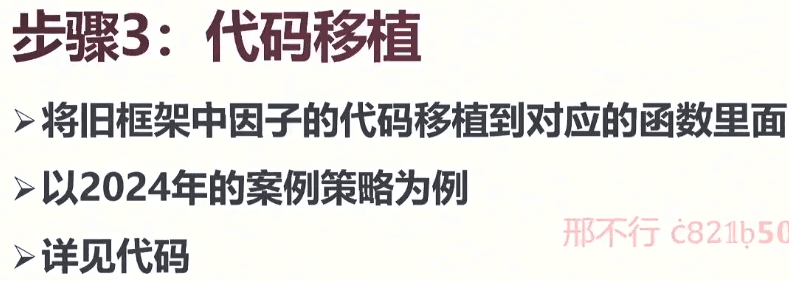 步骤3：代码移植
➢将旧框架中因子的代码移植到对应的函数里面
➢以2024年的案例策略为例
邢不行
➢详见代码